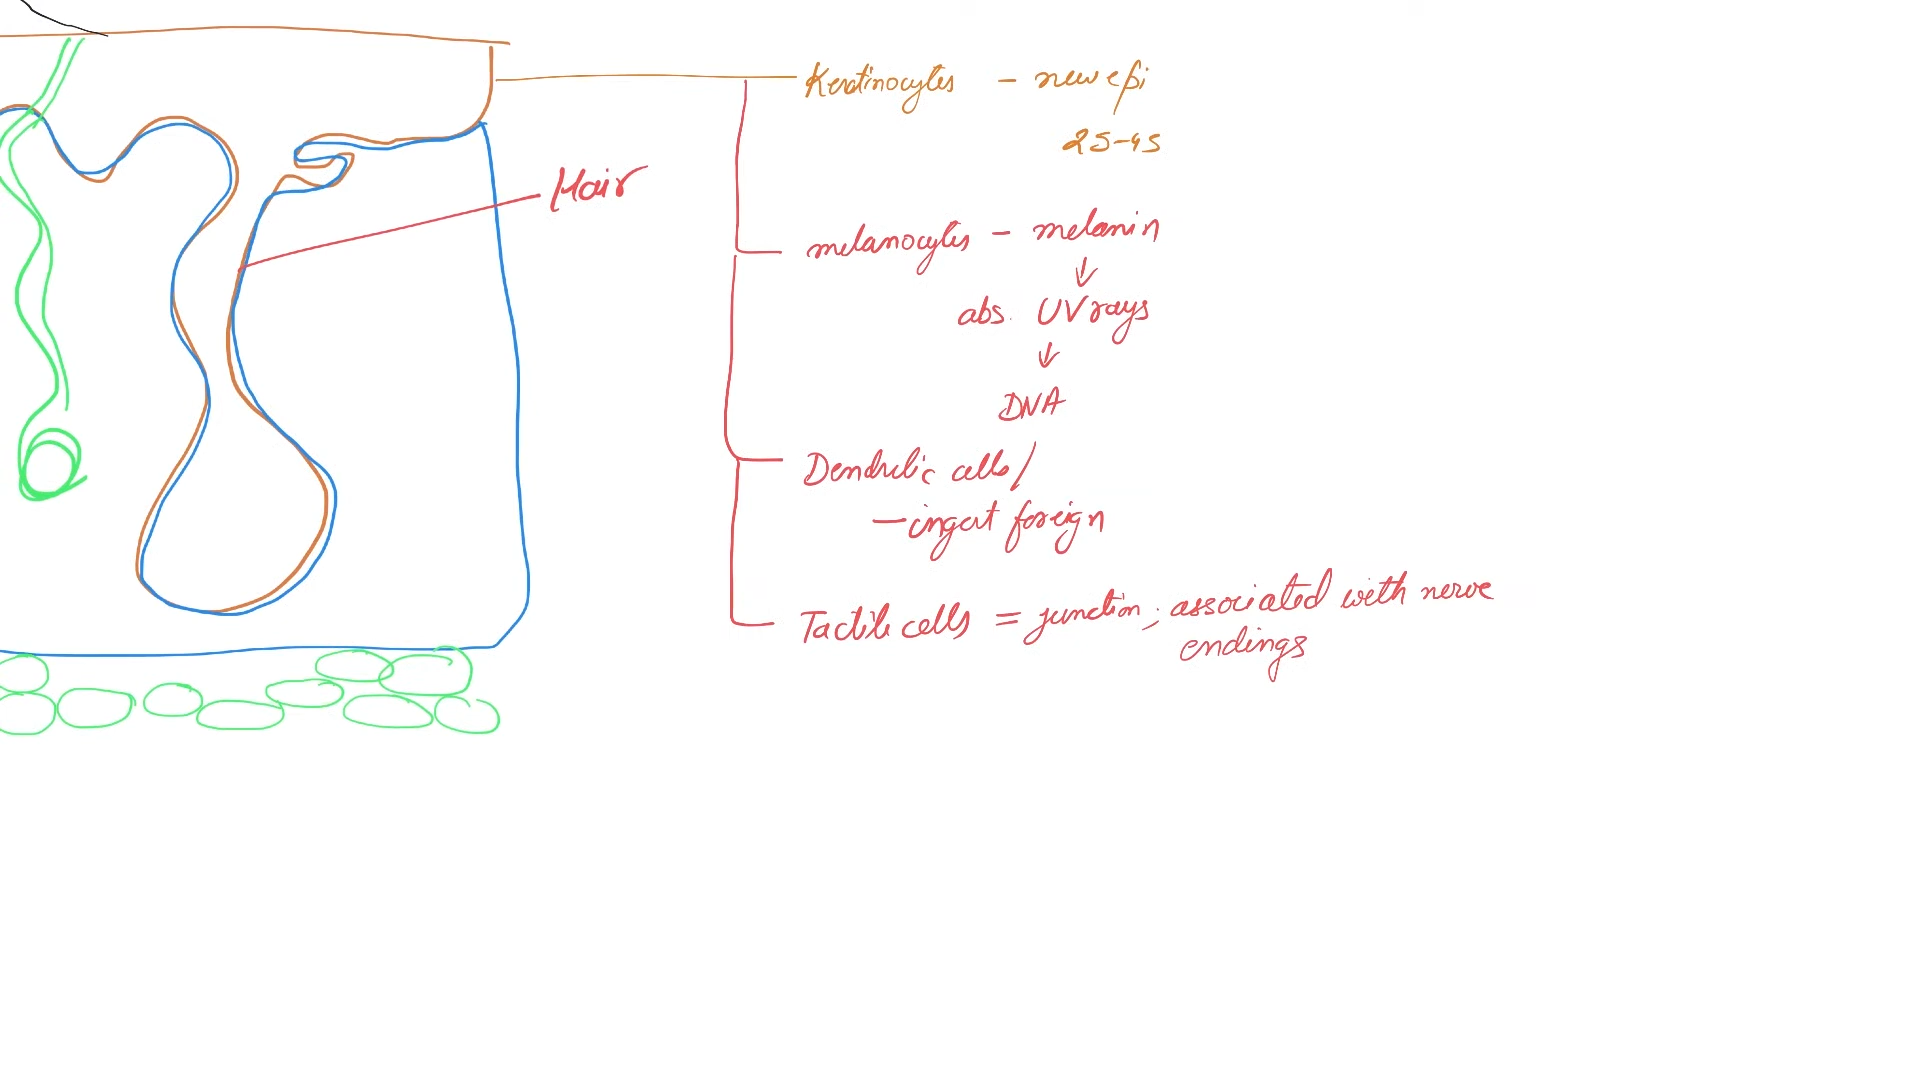 Keratinocytes - new epi
25-45
Hair
melanocytes - melanin
↓
abs. UV rays
↓
DNA
Dendritic cells/
- ingest foreign
Tactile cells = junction; associated with nerve
endings